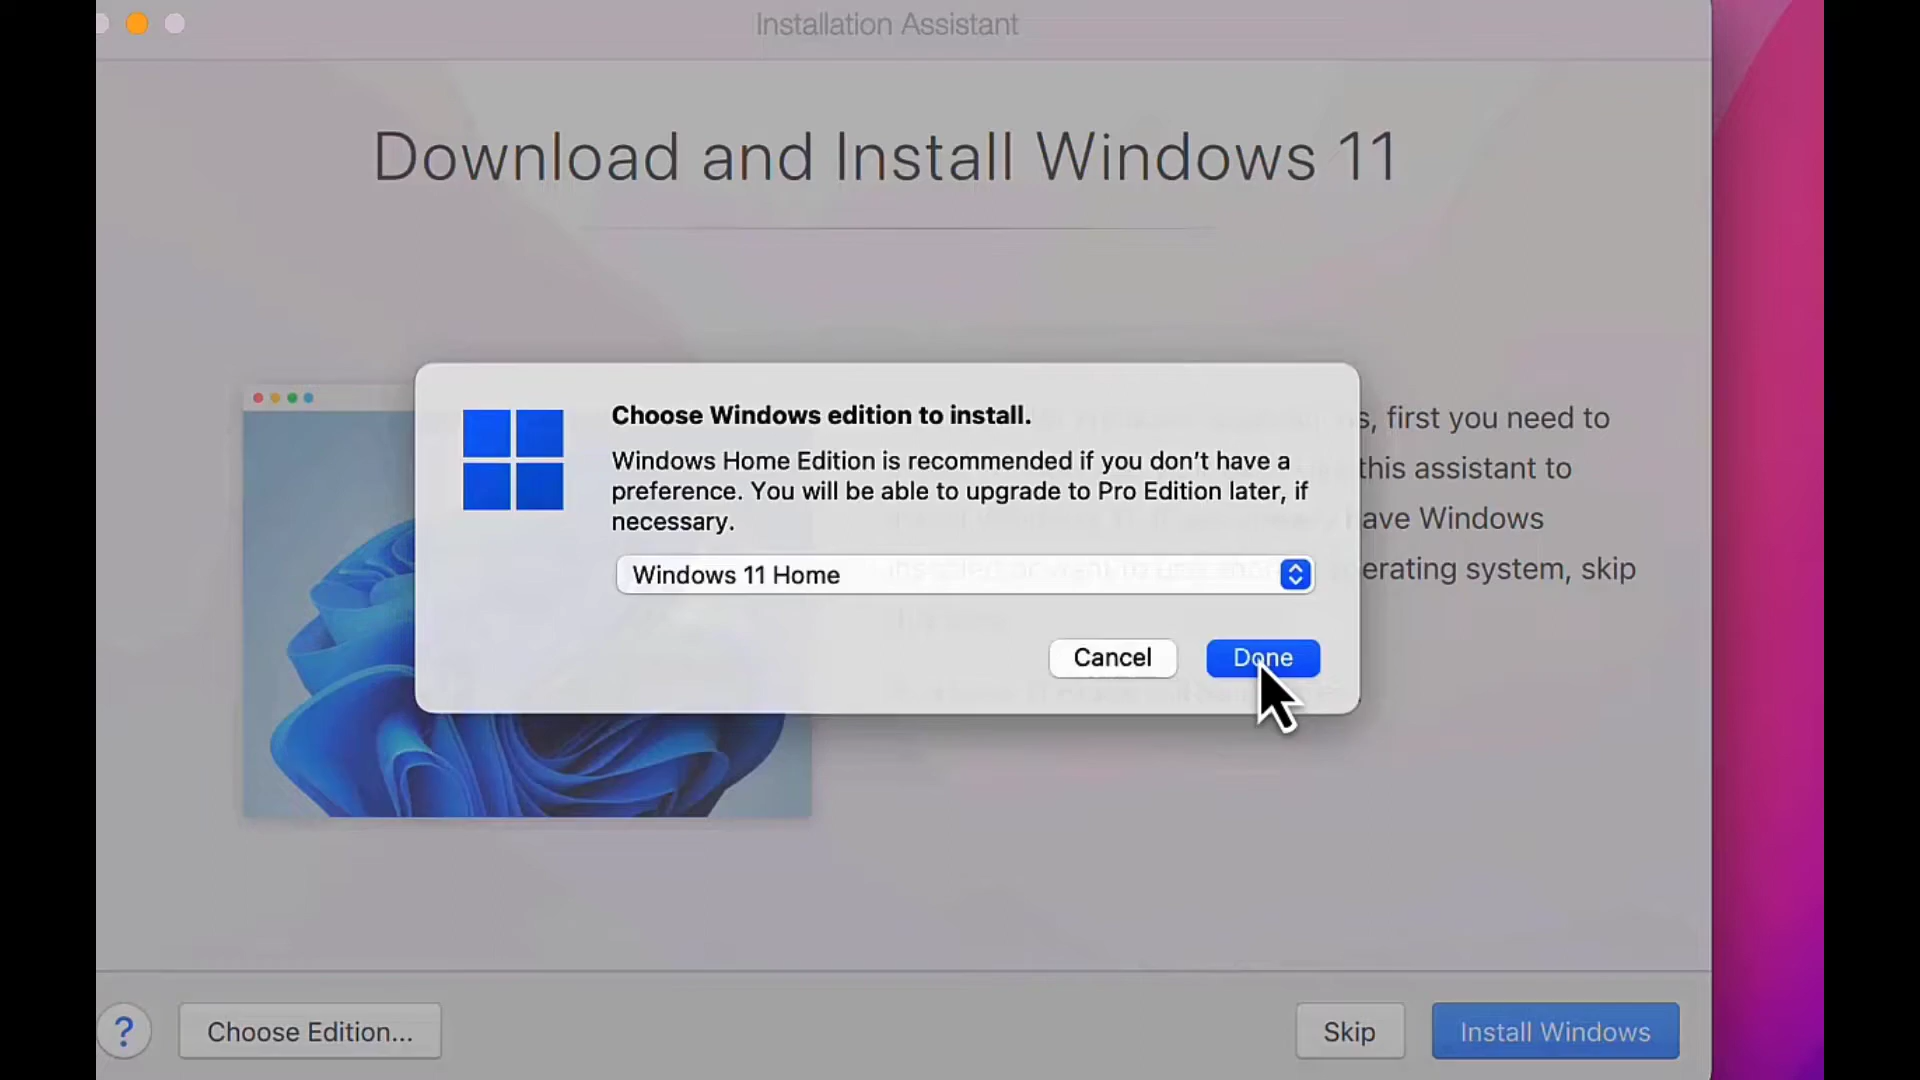 Installation Assistant
Download and Install Windows 11
Choose Windows edition to install.
Windows Home Edition is recommended if you don't have a
preference. You will be able to upgrade to Pro Edition later, if
necessary.
Windows 11 Home
Cancel
Done
s, first you need to
this assistant to
ave Windows
erating system, skip
?
Choose Edition...
Skip
Install Windows